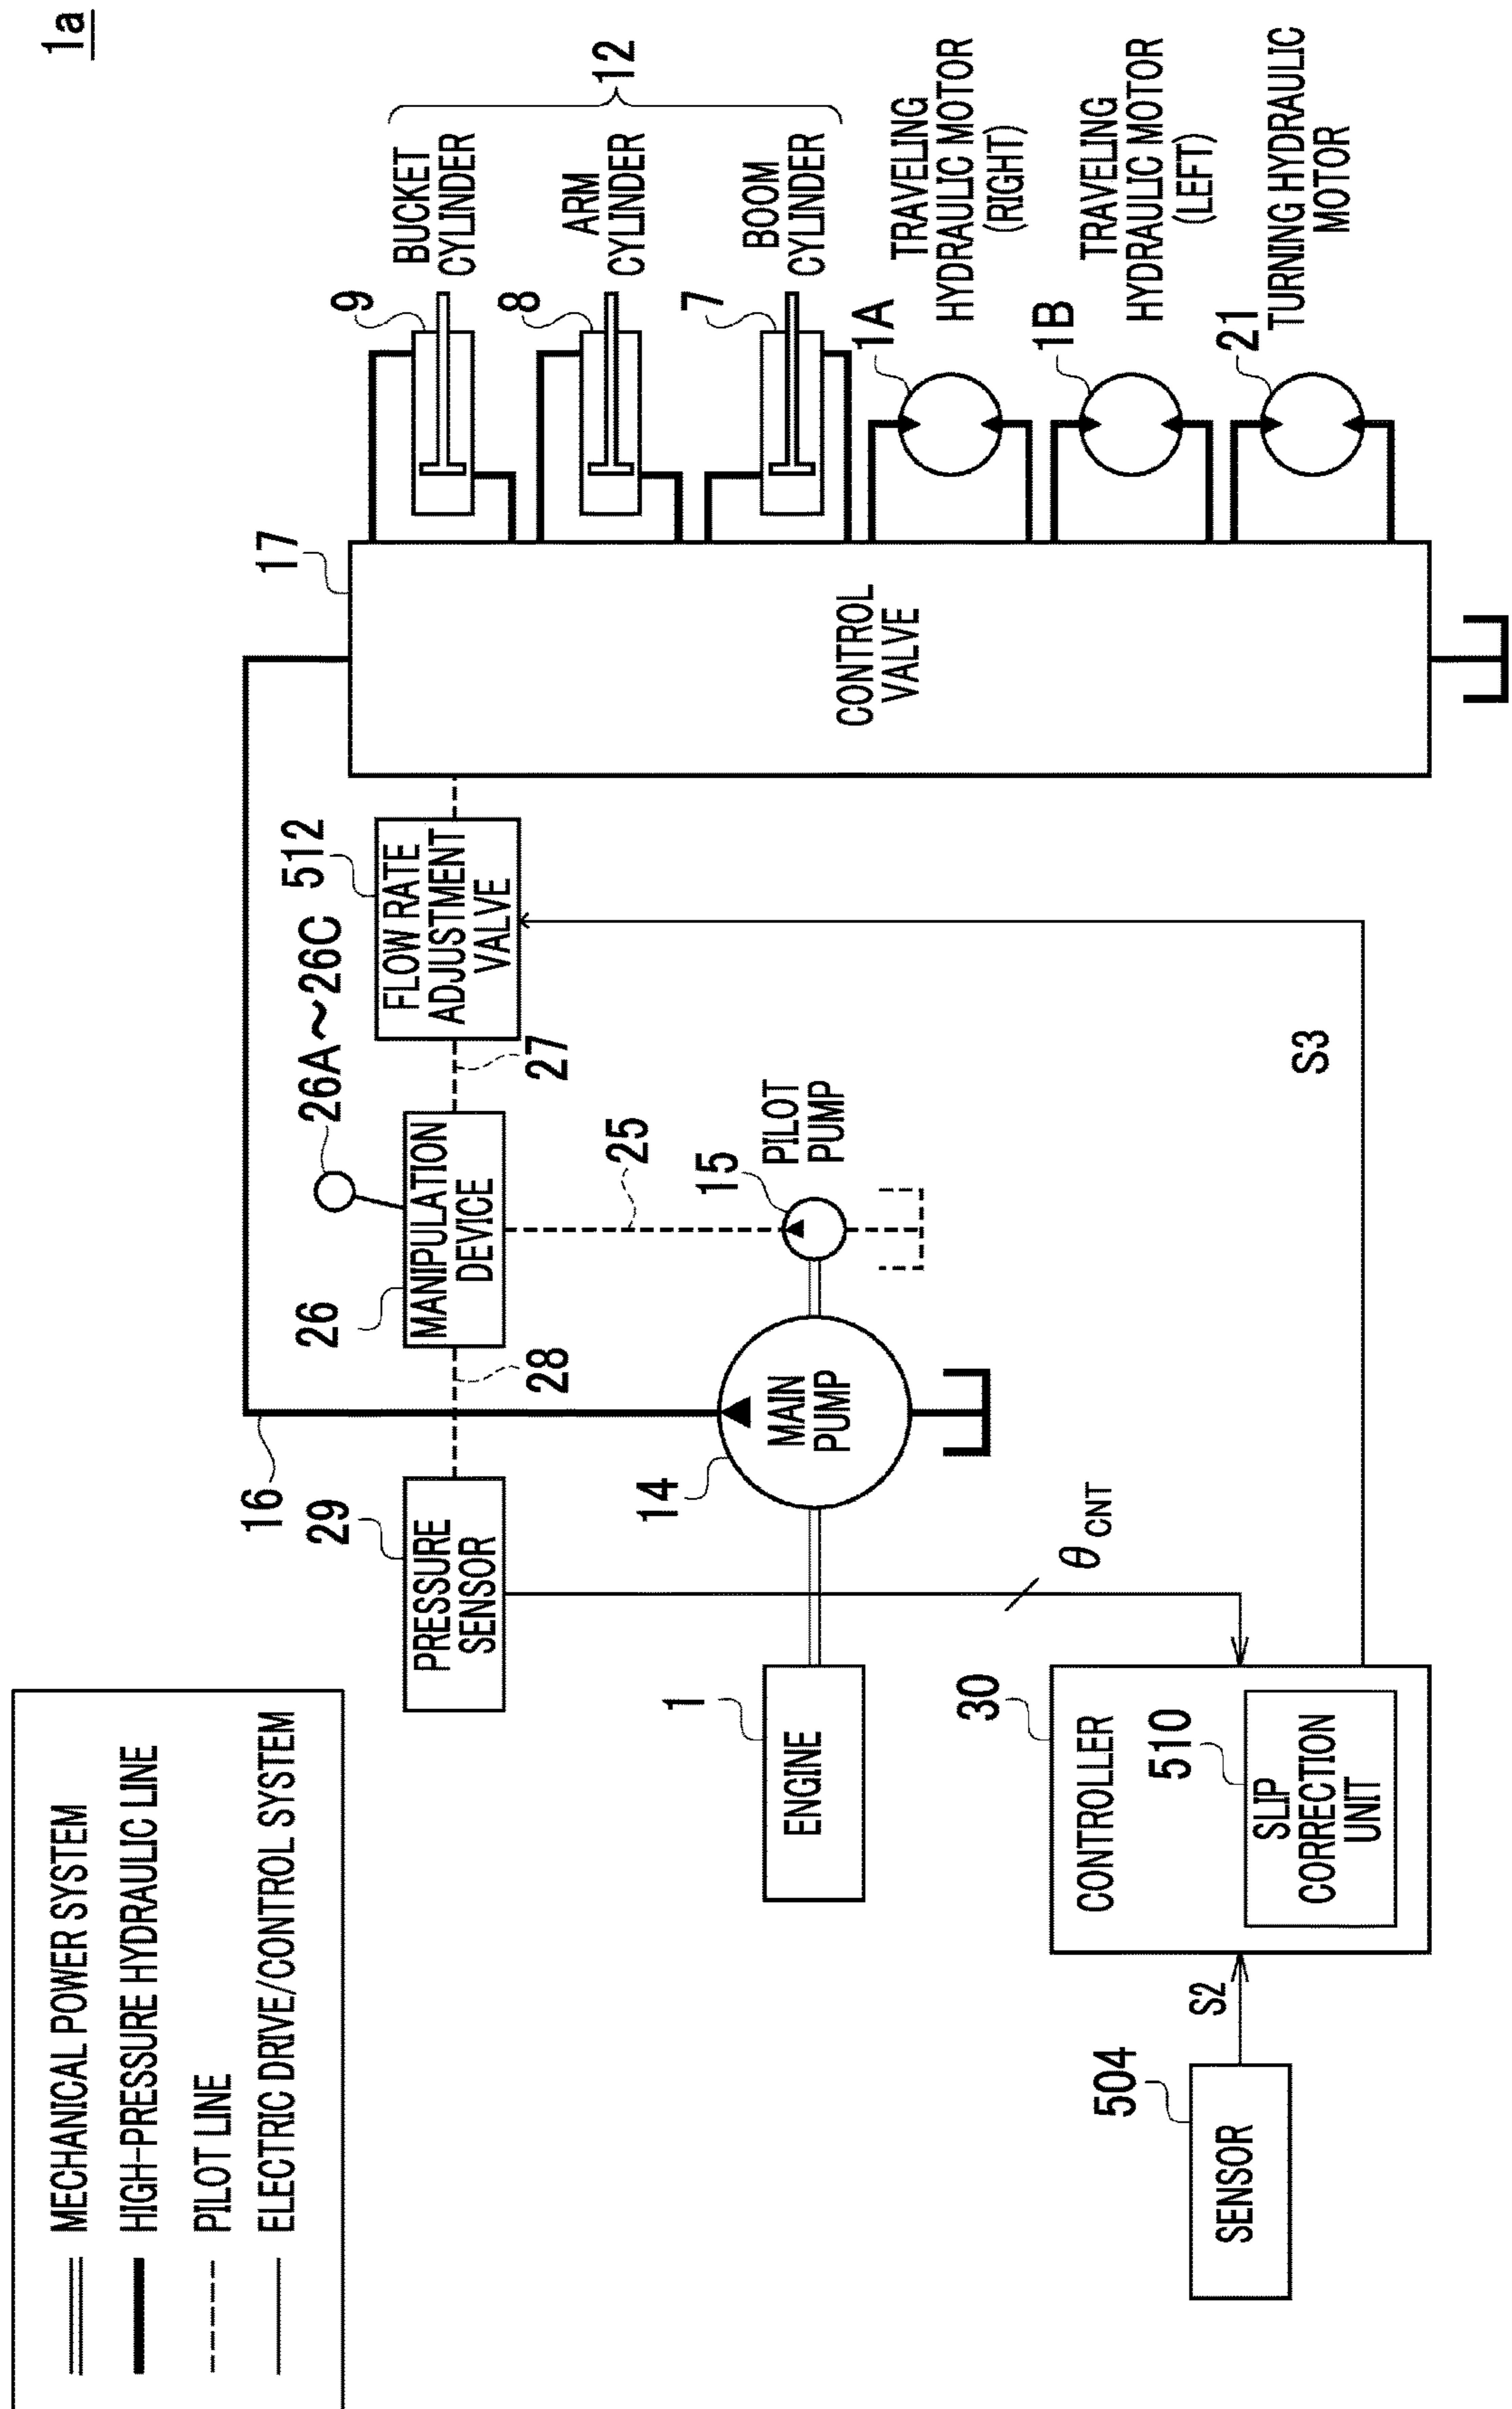 1a
MECHANICAL POWER SYSTEM
HIGH-PRESSURE HYDRAULIC LINE
PILOT LINE
ELECTRIC DRIVE/CONTROL SYSTEM
16
29
PRESSURE
SENSOR
28
26
MANIPULATION
DEVICE
26A～26C
27
512
FLOW RATE
ADJUSTMENT
VALVE
17
CONTROL
VALVE
9
BUCKET
CYLINDER
8
ARM
CYLINDER
7
BOOM
CYLINDER
12
1A
TRAVELING
HYDRAULIC MOTOR
(RIGHT)
1B
TRAVELING
HYDRAULIC MOTOR
(LEFT)
21
TURNING HYDRAULIC
MOTOR
25
15
PILOT
PUMP
14
MAIN
PUMP
1
ENGINE
θCNT
30
CONTROLLER
510
SLIP
CORRECTION
UNIT
S3
S2
504
SENSOR